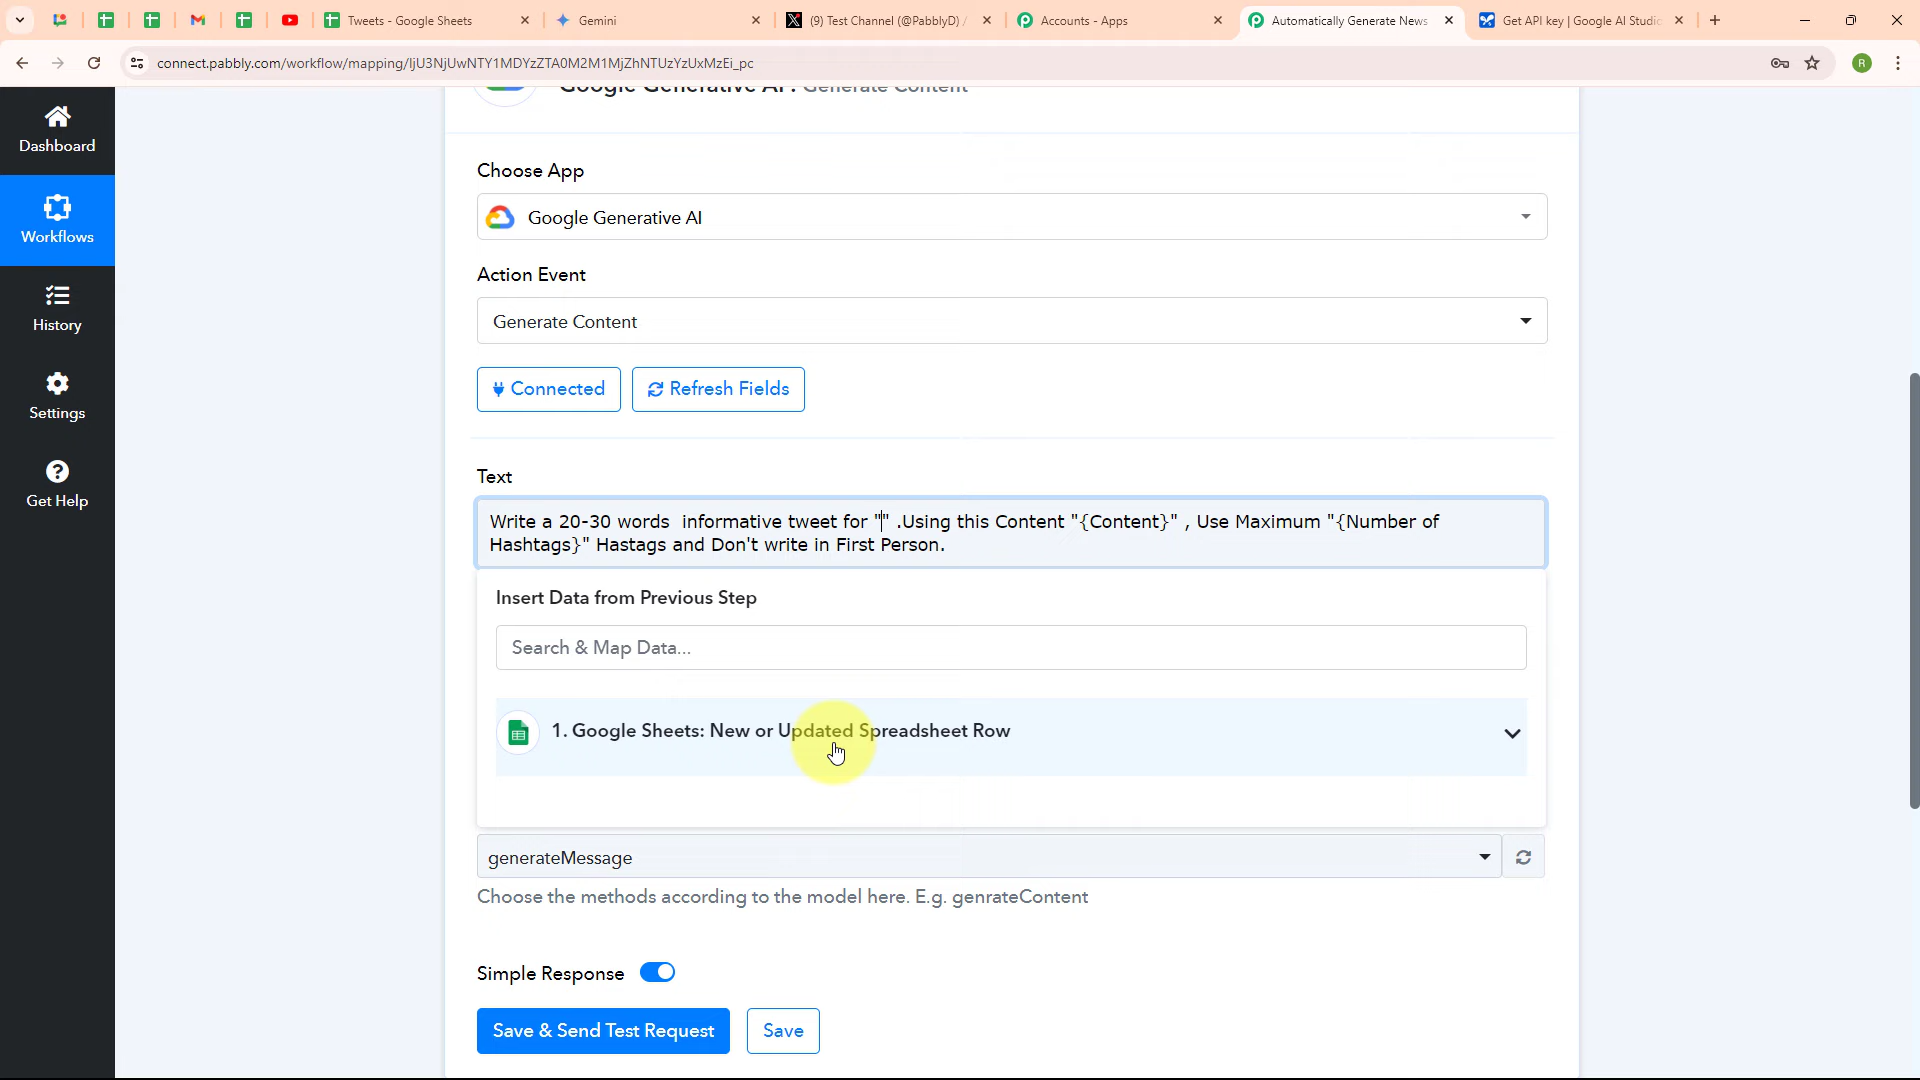 Tweets - Google Sheets
Gemini
(9) Test Channel (@PabblyD) /
Accounts - Apps
Automatically Generate News
Get API key | Google AI Studio
connect.pabbly.com/workflow/mapping/IjU3NjUwNTY1MDYzZTA0M2M1MjZhNTUzYzUxMzEi_pc
R
Google Generative AI : Generate Content
Dashboard
Workflows
History
Settings
Get Help
Choose App
Google Generative AI
Action Event
Generate Content
Connected
Refresh Fields
Text
Write a 20-30 words  informative tweet for "" .Using this Content "{Content}" , Use Maximum "{Number of
Hashtags}" Hastags and Don't write in First Person.
Insert Data from Previous Step
Search & Map Data...
1. Google Sheets: New or Updated Spreadsheet Row
generateMessage
Choose the methods according to the model here. E.g. genrateContent
Simple Response
Save & Send Test Request
Save